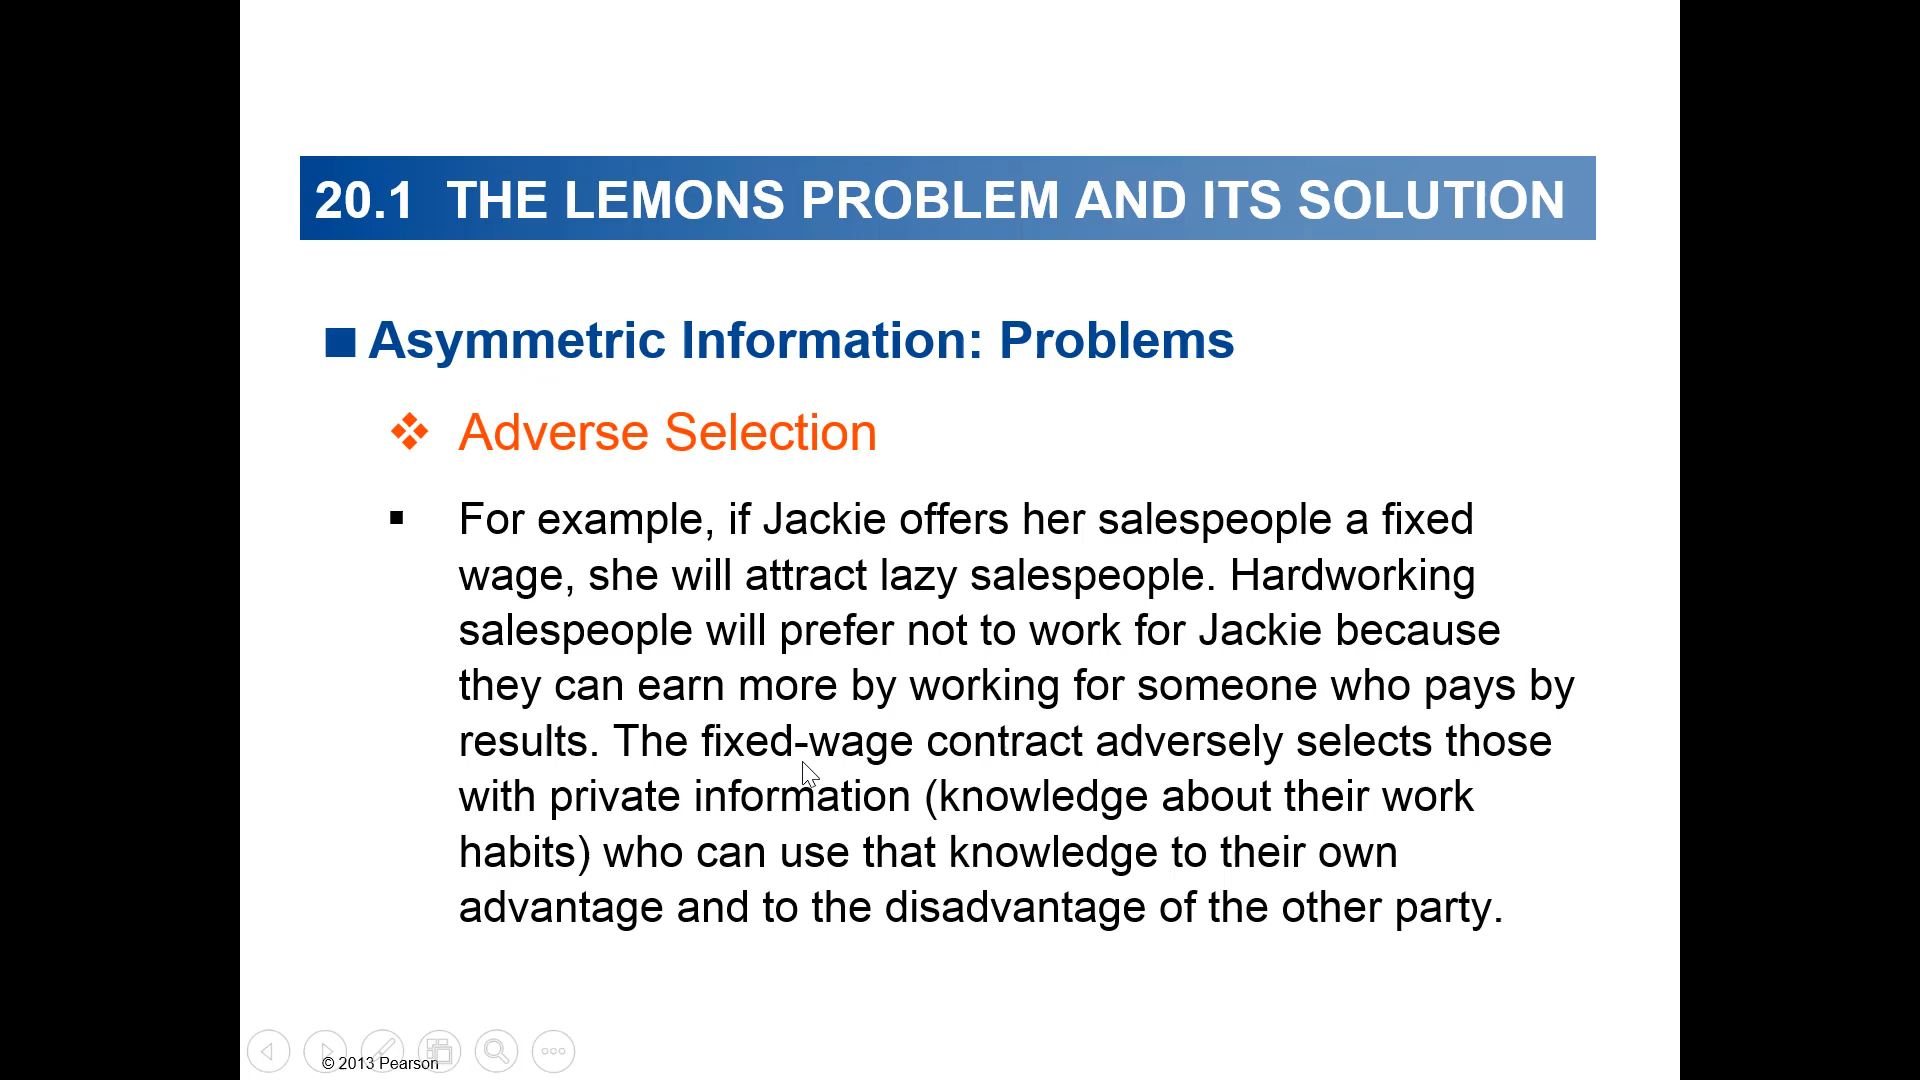 20.1 THE LEMONS PROBLEM AND ITS SOLUTION
Asymmetric Information: Problems
Adverse Selection
For example, if Jackie offers her salespeople a fixed
wage, she will attract lazy salespeople. Hardworking
salespeople will prefer not to work for Jackie because
they can earn more by working for someone who pays by
results. The fixed-wage contract adversely selects those
with private information (knowledge about their work
habits) who can use that knowledge to their own
advantage and to the disadvantage of the other party.
© 2013 Pearson